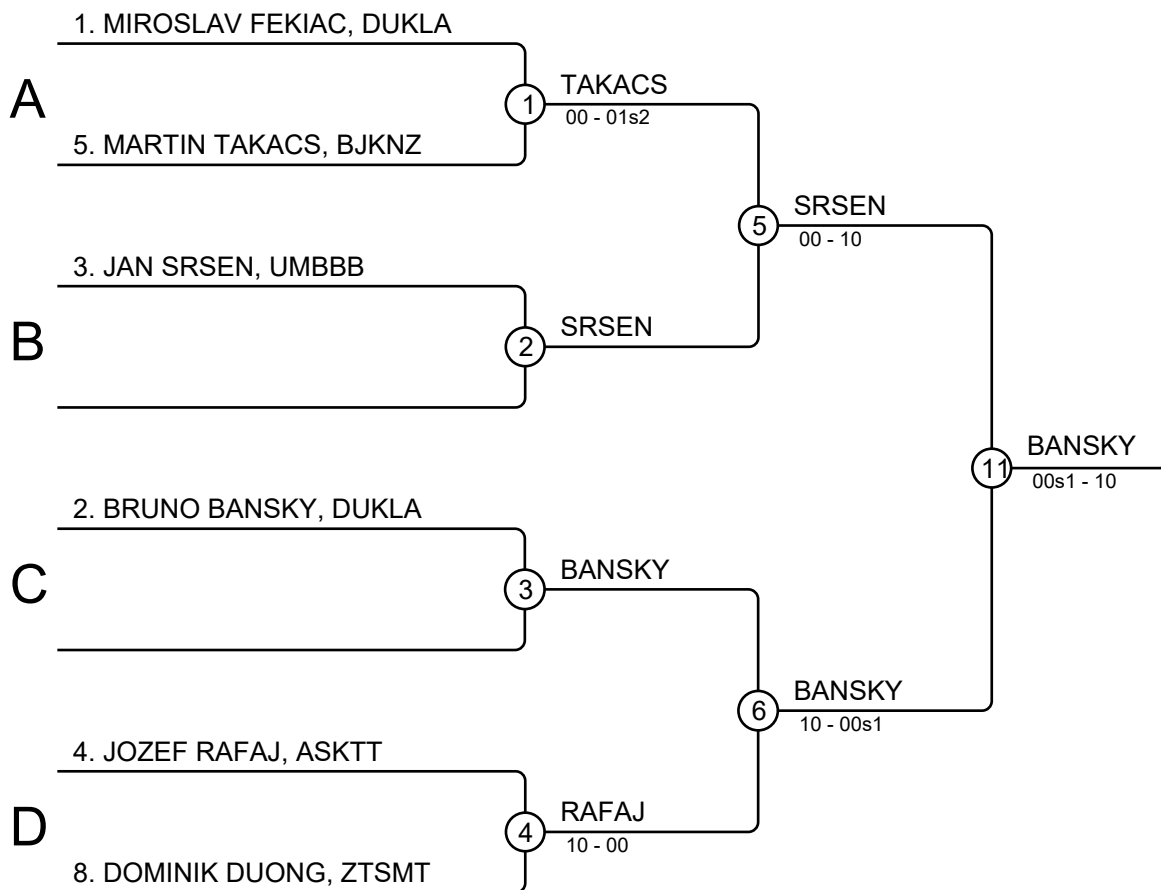 1. MIROSLAV FEKIAC, DUKLA
A
1
TAKACS
00 - 01s2
5. MARTIN TAKACS, BJKNZ
5
SRSEN
00 - 10
3. JAN SRSEN, UMBBB
B
2
SRSEN
11
BANSKY
00s1 - 10
2. BRUNO BANSKY, DUKLA
C
3
BANSKY
6
BANSKY
10 - 00s1
4. JOZEF RAFAJ, ASKTT
D
4
RAFAJ
10 - 00
8. DOMINIK DUONG, ZTSMT